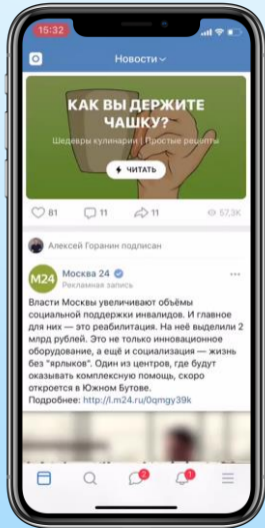 15:32
Новости
КАК ВЫ ДЕРЖИТЕ
ЧАШКУ?
Шедевры кулинарии | Простые рецепты
ЧИТАТЬ
81
11
11
57,3K
Алексей Горанин подписан
М24
Москва 24
Рекламная запись
Власти Москвы увеличивают объёмы
социальной поддержки инвалидов. И главное
для них — это реабилитация. На неё выделили 2
млрд рублей. Это не только инновационное
оборудование, а ещё и социализация — жизнь
без "ярлыков". Один из центров, где будут
оказывать комплексную помощь, скоро
откроется в Южном Бутове.
Подробнее: http://l.m24.ru/0qmgy39k
2
1